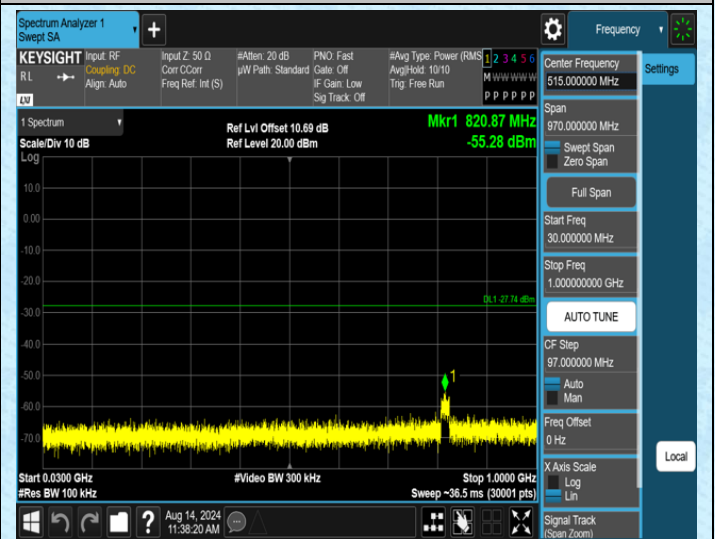 Spectrum Analyzer 1
Swept SA
+
Frequency
KEYSIGHT
RL
LXI
Input: RF
Coupling: DC
Align: Auto
Input Z: 50 Ω
Corr CCorr
Freq Ref: Int (S)
#Atten: 20 dB
µW Path: Standard
PNO: Fast
Gate: Off
IF Gain: Low
Sig Track: Off
#Avg Type: Power (RMS
Avg|Hold: 10/10
Trig: Free Run
1 2 3 4 5 6
M W W W W W
P P P P P P
1 Spectrum
Scale/Div 10 dB
Log
Ref Lvl Offset 10.69 dB
Ref Level 20.00 dBm
Mkr1 820.87 MHz
-55.28 dBm
10.0
0.00
-10.0
-20.0
-30.0
-40.0
-50.0
-60.0
-70.0
DL1 -27.74 dBm
1
Start 0.0300 GHz
#Res BW 100 kHz
#Video BW 300 kHz
Stop 1.0000 GHz
Sweep ~36.5 ms (30001 pts)
Center Frequency
515.000000 MHz
Span
970.000000 MHz
Swept Span
Zero Span
Full Span
Start Freq
30.000000 MHz
Stop Freq
1.000000000 GHz
AUTO TUNE
CF Step
97.000000 MHz
Auto
Man
Freq Offset
0 Hz
X Axis Scale
Log
Lin
Signal Track
(Span Zoom)
Settings
Local
?
Aug 14, 2024
11:38:20 AM